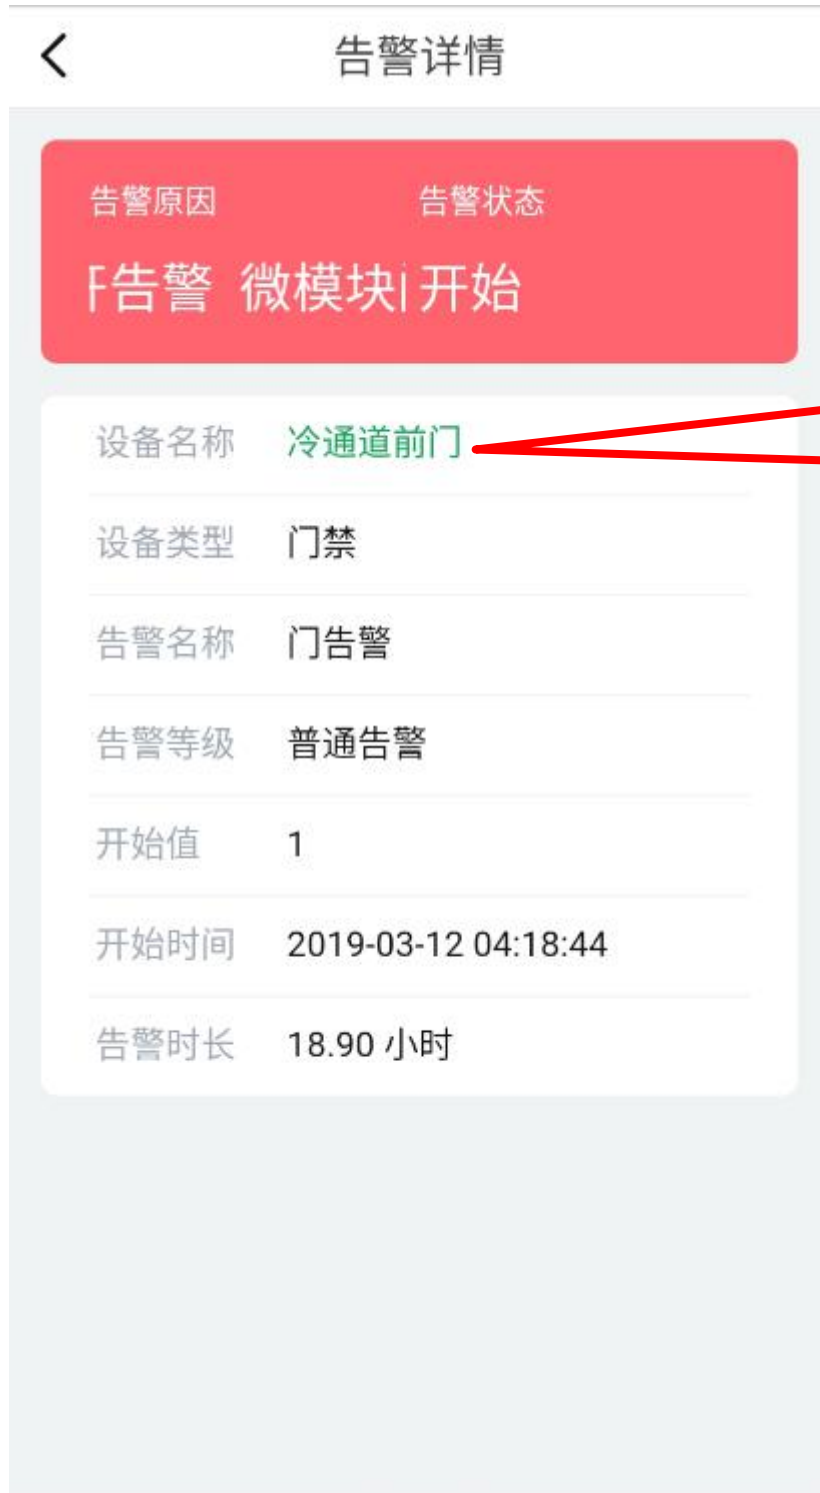 告警详情
告警原因 告警状态
告警 微模块 开始
设备名称 冷通道前门
设备类型 门禁
告警名称 门告警
告警等级 普通告警
开始值 1
开始时间 2019-03-12 04:18:44
告警时长 18.90 小时